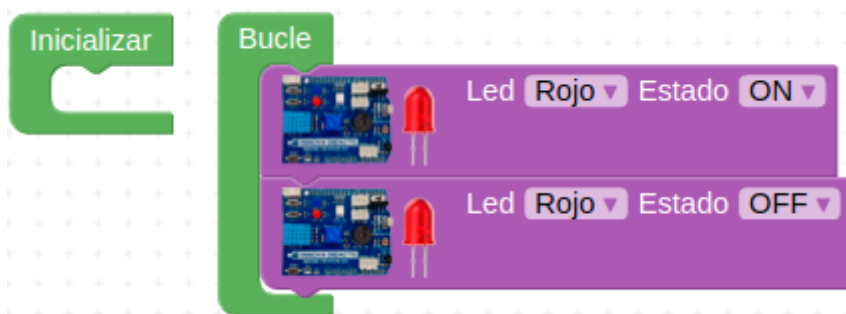 Inicializar
Bucle
Led Rojo Estado ON
Led Rojo Estado OFF